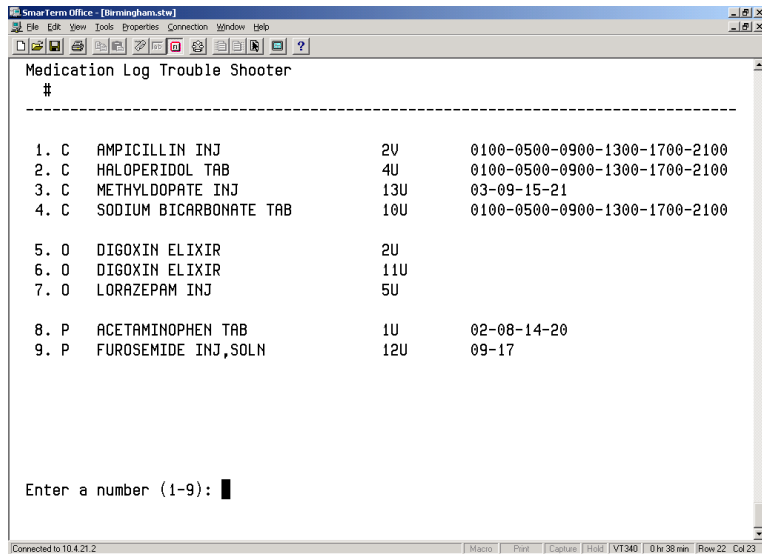 SmarTerm Office - [Birmingham.stw]
File Edit View Tools Properties Connection Window Help
Medication Log Trouble Shooter
#
--------------------------------------------------------------------------------
1. C AMPICILLIN INJ 2V 0100-0500-0900-1300-1700-2100
2. C HALOPERIDOL TAB 4U 0100-0500-0900-1300-1700-2100
3. C METHYLDOPATE INJ 13U 03-09-15-21
4. C SODIUM BICARBONATE TAB 10U 0100-0500-0900-1300-1700-2100
5. O DIGOXIN ELIXIR 2U
6. O DIGOXIN ELIXIR 11U
7. O LORAZEPAM INJ 5U
8. P ACETAMINOPHEN TAB 1U 02-08-14-20
9. P FUROSEMIDE INJ,SOLN 12U 09-17
Enter a number (1-9):
Connected to 10.4.21.2 Macro Print Capture Hold VT340 0 hr 38 min Row 22 Col 23